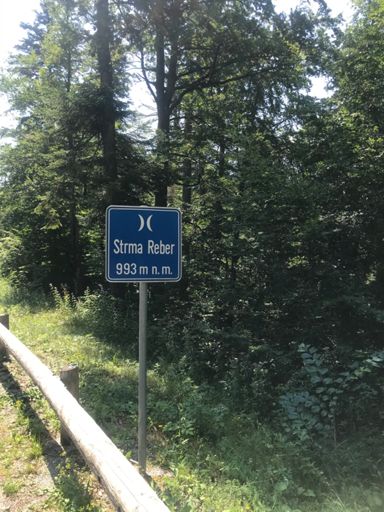 Strma Reber
993 m n. m.